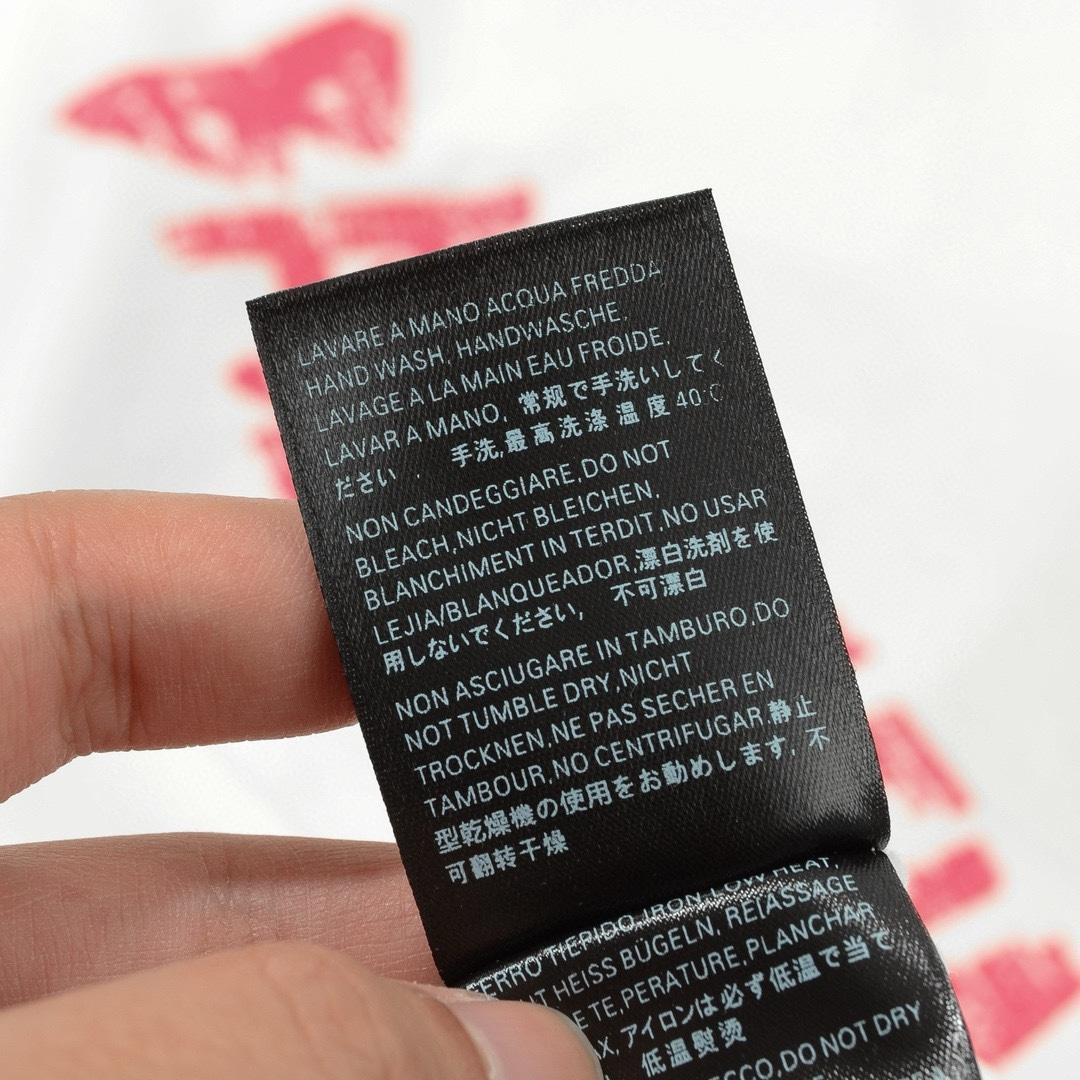 LAVARE A MANO ACQUA FREDDA
HAND WASH, HANDWASCHE,
LAVAGE A LA MAIN EAU FROIDE,
LAVAR A MANO, 常规で手洗いしてく
ださい . 手洗,最高洗涤温度40:C
NON CANDEGGIARE,DO NOT
BLEACH,NICHT BLEICHEN,
BLANCHIMENT IN TERDIT,NO USAR
LEJIA/BLANQUEADOR,漂白洗剤を使
用しないでください, 不可漂白
NON ASCIUGARE IN TAMBURO,DO
NOT TUMBLE DRY,NICHT
TROCKNEN,NE PAS SECHER EN
TAMBOUR,NO CENTRIFUGAR,静止
型乾燥機の使用をお勧めします, 不
可翻转干燥
FERRO TIEPIDO,IRON LOW HEAT,
HEISS BÜGELN, REIASSAGE
TE,PERATURE,PLANCHAR
アイロンは必ず低温で当て
低温熨烫
DO NOT DRY